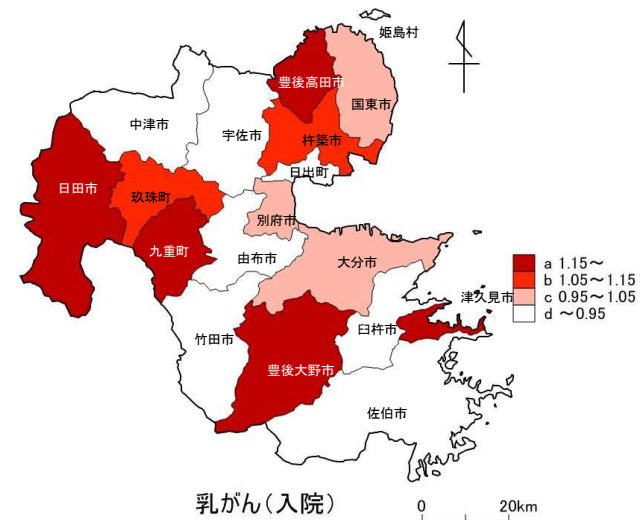 姫島村
豊後高田市
国東市
中津市
宇佐市
杵築市
日出町
日田市
玖珠町
別府市
九重町
由布市
大分市
a 1.15～
b 1.05～1.15
c 0.95～1.05
d ～0.95
津久見市
臼杵市
竹田市
豊後大野市
佐伯市
乳がん（入院）
0 20km